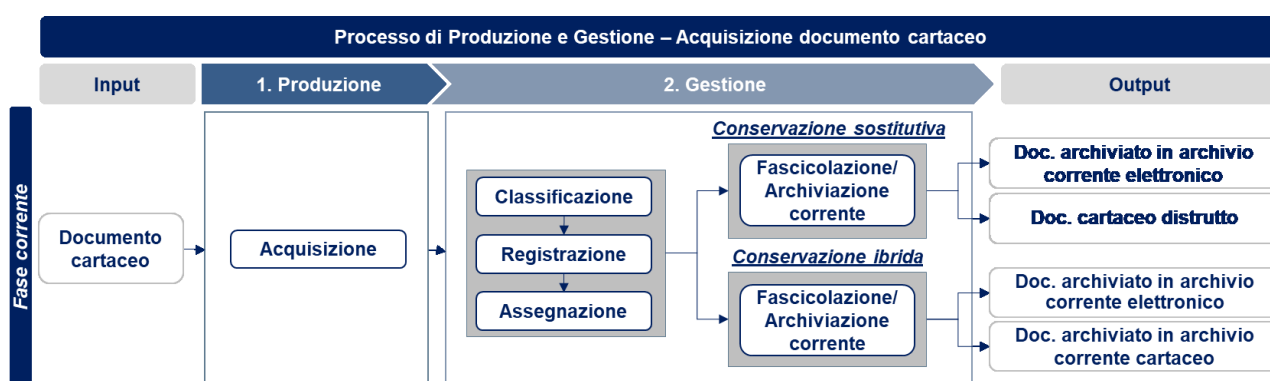 Processo di Produzione e Gestione – Acquisizione documento cartaceo
Input
1. Produzione
2. Gestione
Output
Fase corrente
Documento
cartaceo
Acquisizione
Classificazione
Registrazione
Assegnazione
Conservazione sostitutiva
Fascicolazione/
Archiviazione
corrente
Conservazione ibrida
Fascicolazione/
Archiviazione
corrente
Doc. archiviato in archivio
corrente elettronico
Doc. cartaceo distrutto
Doc. archiviato in archivio
corrente elettronico
Doc. archiviato in archivio
corrente cartaceo